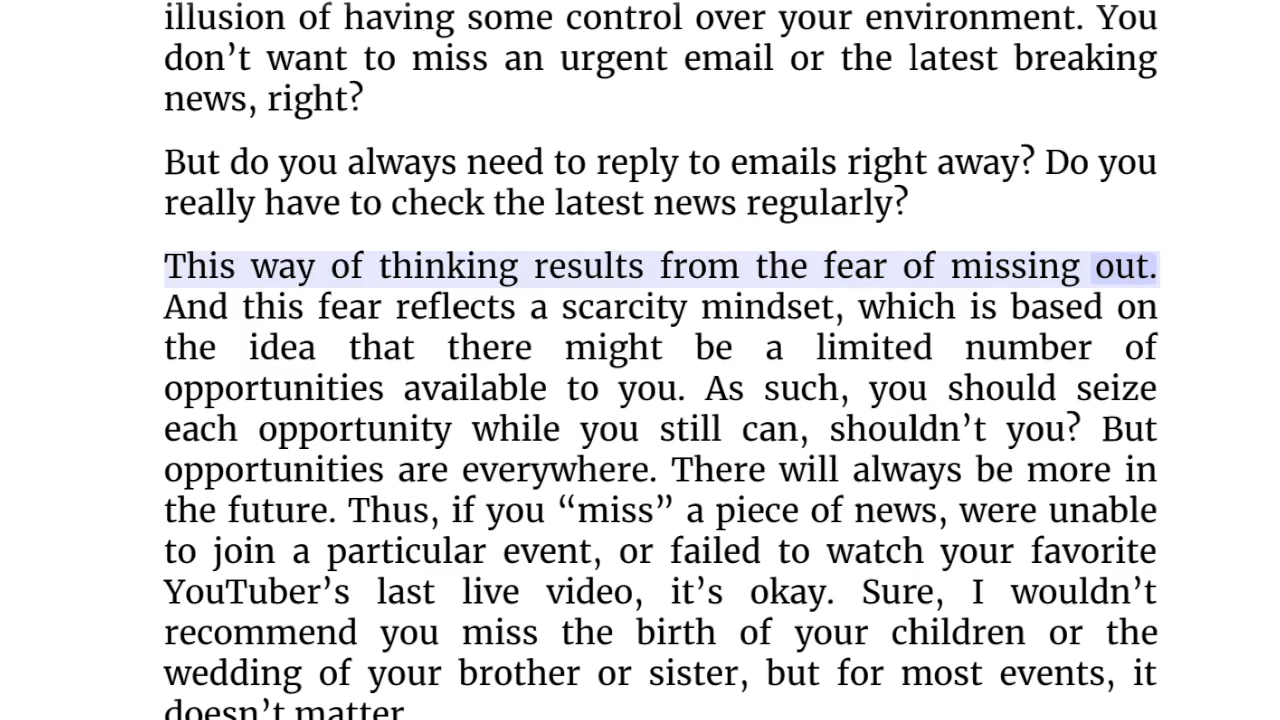 illusion of having some control over your environment. You
don’t want to miss an urgent email or the latest breaking
news, right?
But do you always need to reply to emails right away? Do you
really have to check the latest news regularly?
This way of thinking results from the fear of missing out.
And this fear reflects a scarcity mindset, which is based on
the idea that there might be a limited number of
opportunities available to you. As such, you should seize
each opportunity while you still can, shouldn’t you? But
opportunities are everywhere. There will always be more in
the future. Thus, if you “miss” a piece of news, were unable
to join a particular event, or failed to watch your favorite
YouTuber’s last live video, it’s okay. Sure, I wouldn’t
recommend you miss the birth of your children or the
wedding of your brother or sister, but for most events, it
doesn’t matter.